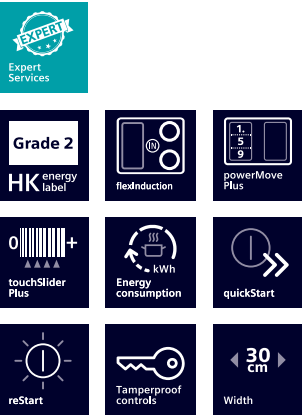 EXPERT
Expert
Services
Grade 2
HK energy
label
IN
flexInduction
1.
5
9
powerMove
Plus
0 +
touchSlider
Plus
kWh
Energy
consumption
quickStart
reStart
Tamperproof
controls
30
cm
Width